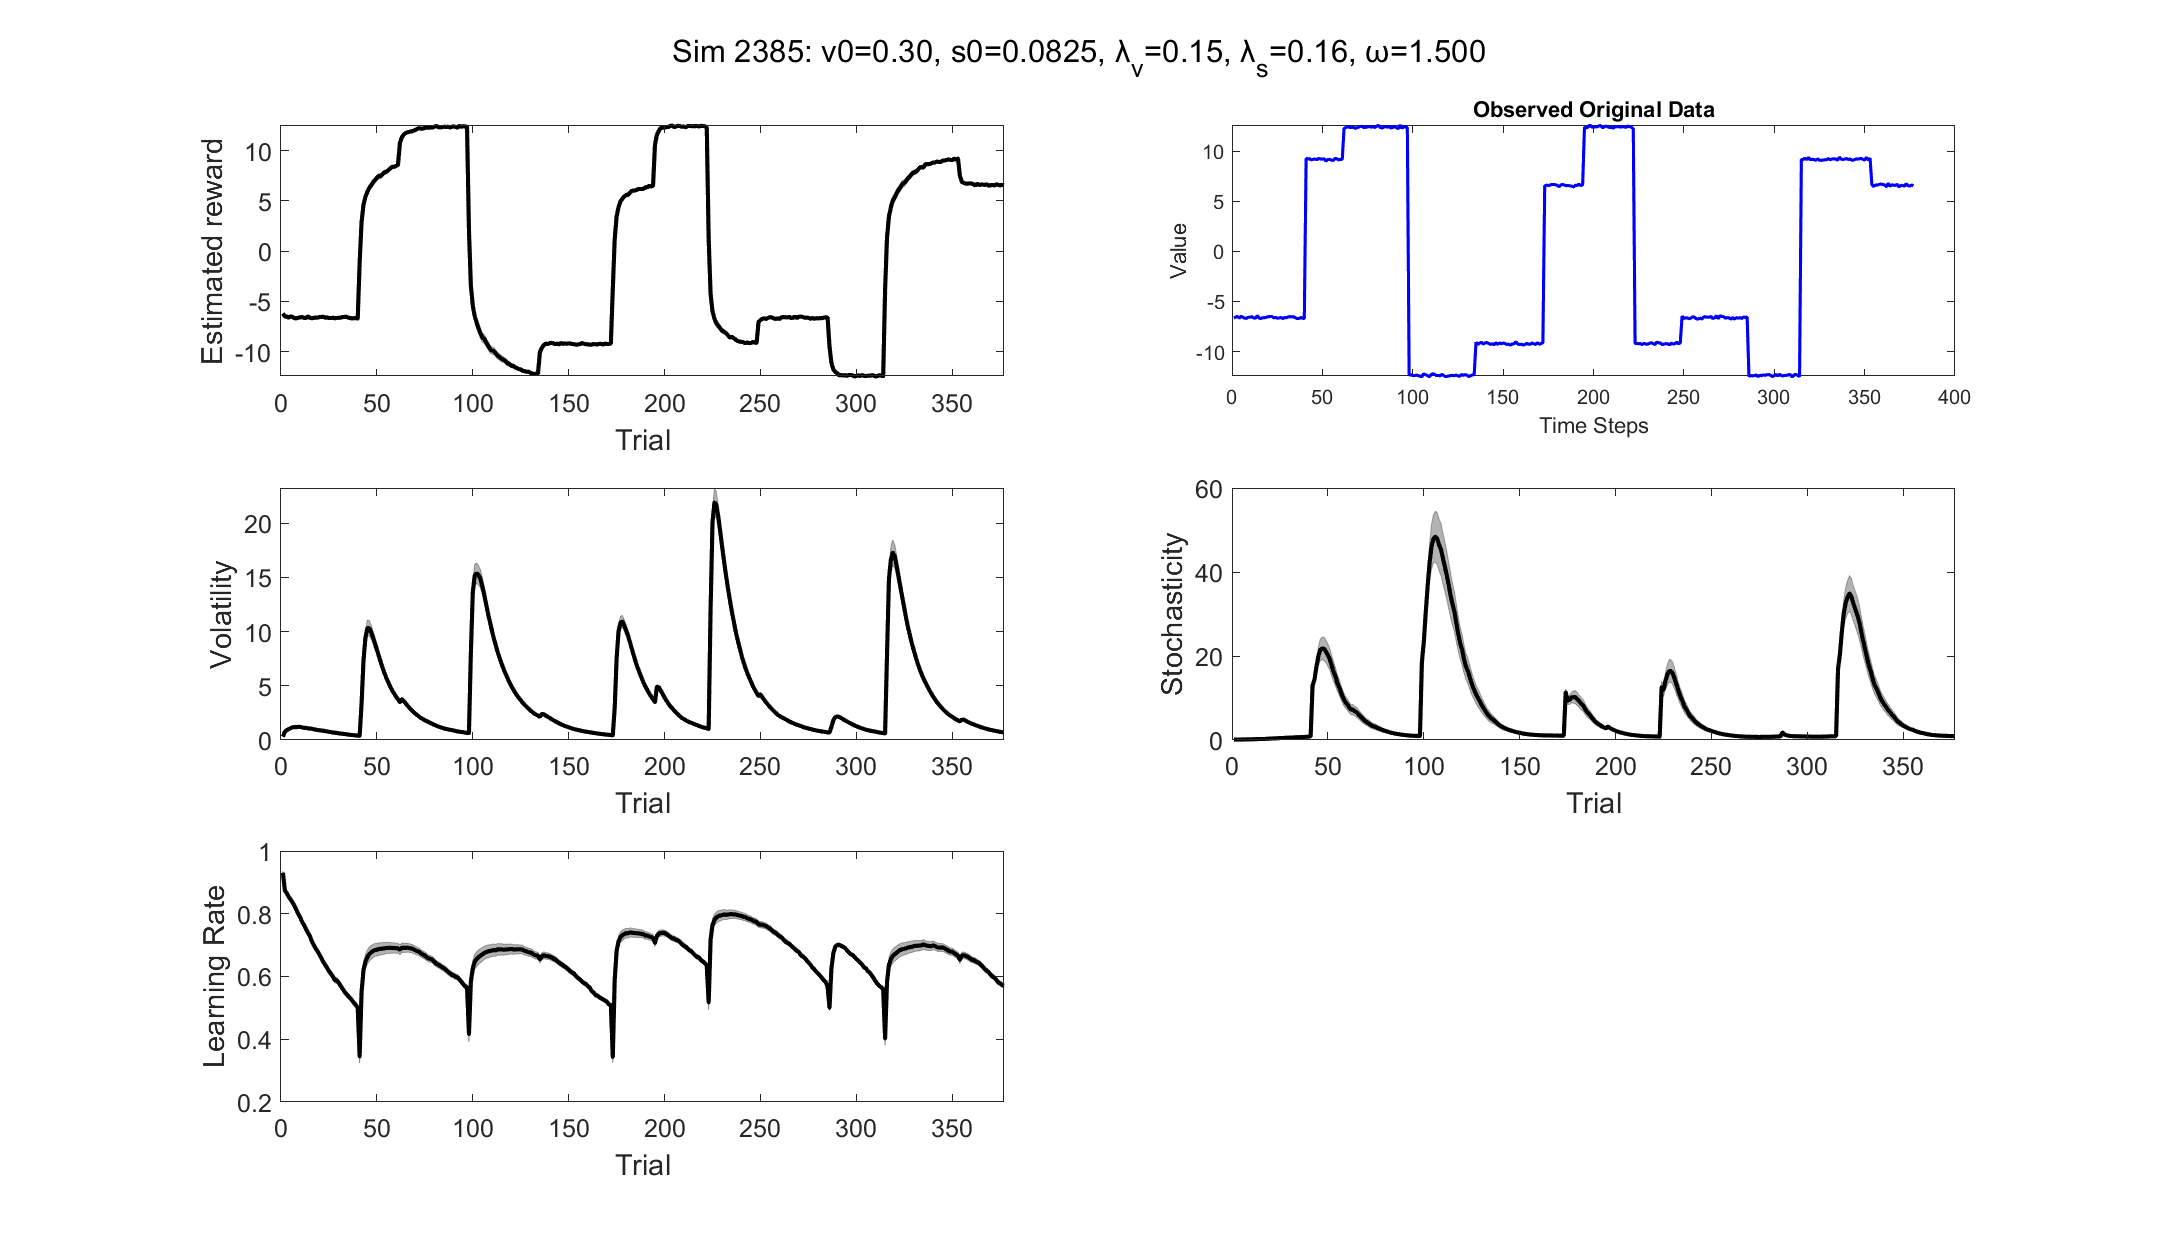 Sim 2385: v0=0.30, s0=0.0825, λv=0.15, λs=0.16, ω=1.500
Estimated reward
10
5
0
-5
-10
0 50 100 150 200 250 300 350
Trial
Observed Original Data
Value
10
5
0
-5
-10
0 50 100 150 200 250 300 350 400
Time Steps
Volatility
20
15
10
5
0
0 50 100 150 200 250 300 350
Trial
Stochasticity
60
40
20
0
0 50 100 150 200 250 300 350
Trial
Learning Rate
1
0.8
0.6
0.4
0.2
0 50 100 150 200 250 300 350
Trial